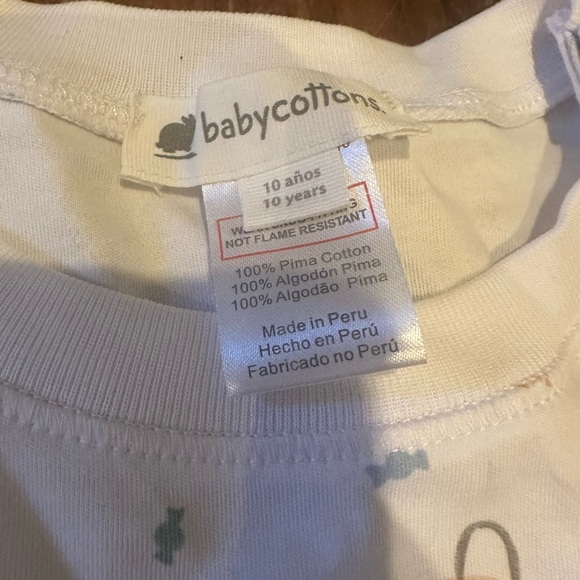 babycottons.
10 años
10 years
NOT FLAME RESISTANT
100% Pima Cotton
100% Algodón Pima
100% Algodão Pima
Made in Peru
Hecho en Perú
Fabricado no Perú